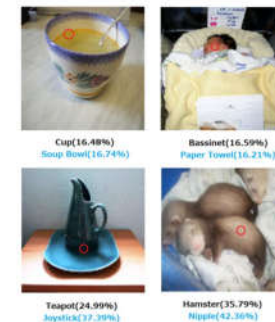 Cup(16.48%)
Soup Bowl(16.74%)
Bassinet(16.59%)
Paper Towel(16.21%)
Teapot(24.99%)
Joystick(37.39%)
Hamster(35.79%)
Nipple(42.36%)